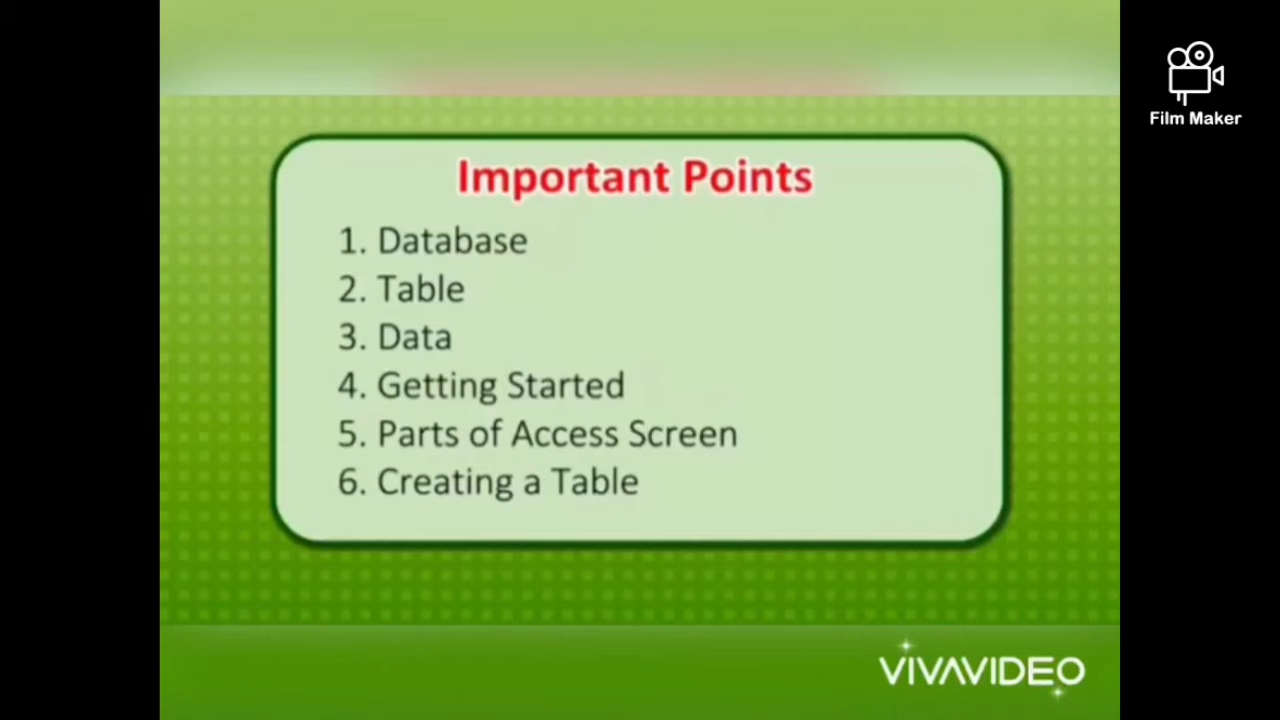 Film Maker
Important Points
1. Database
2. Table
3. Data
4. Getting Started
5. Parts of Access Screen
6. Creating a Table
VIVAVIDEO